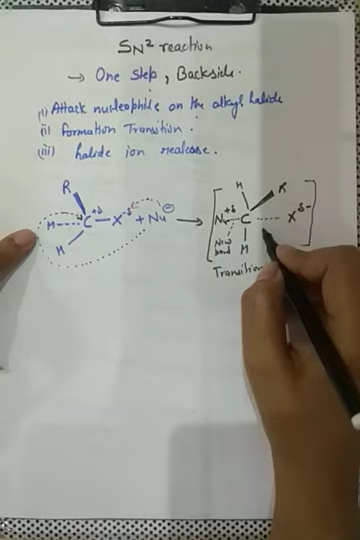 SN² reaction
→ One step, Backside.
(i) Attack nucleophile on the alkyl halide
(ii) formation Transition.
(iii) halide ion realease.
R
H C +δ X -δ + Nu ⊖ →
H
H R
N +δ C X δ-
New bond H
Transition